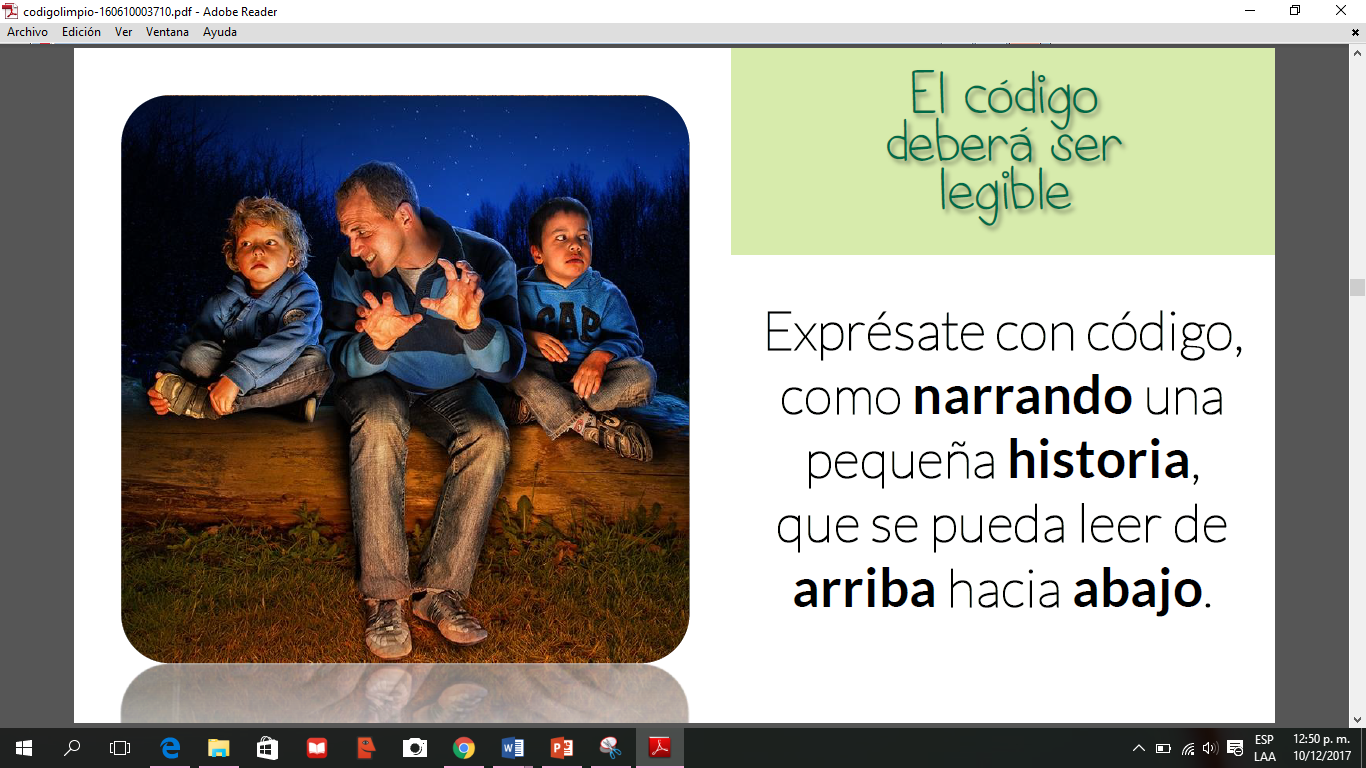 codigolimpio-160610003710.pdf - Adobe Reader
Archivo Edición Ver Ventana Ayuda
El código
deberá ser
legible
GAP
Exprésate con código,
como narrando una
pequeña historia,
que se pueda leer de
arriba hacia abajo.
ESP
LAA
12:50 p. m.
10/12/2017